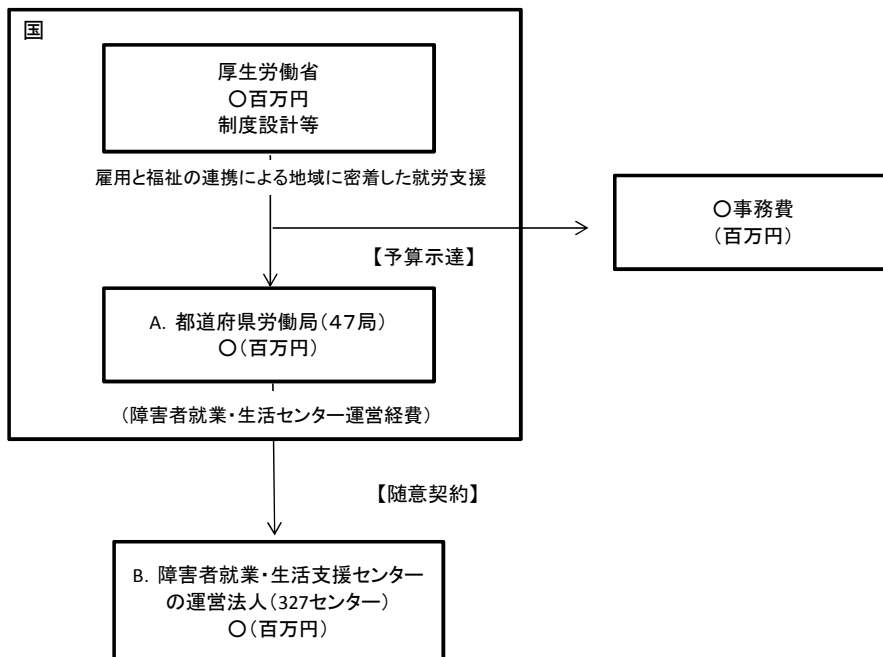 国
厚生労働省
〇百万円
制度設計等
雇用と福祉の連携による地域に密着した就労支援
〇事務費
(百万円)
【予算示達】
A. 都道府県労働局(47局)
〇(百万円)
(障害者就業・生活センター運営経費)
【随意契約】
B. 障害者就業・生活支援センター
の運営法人(327センター)
〇(百万円)